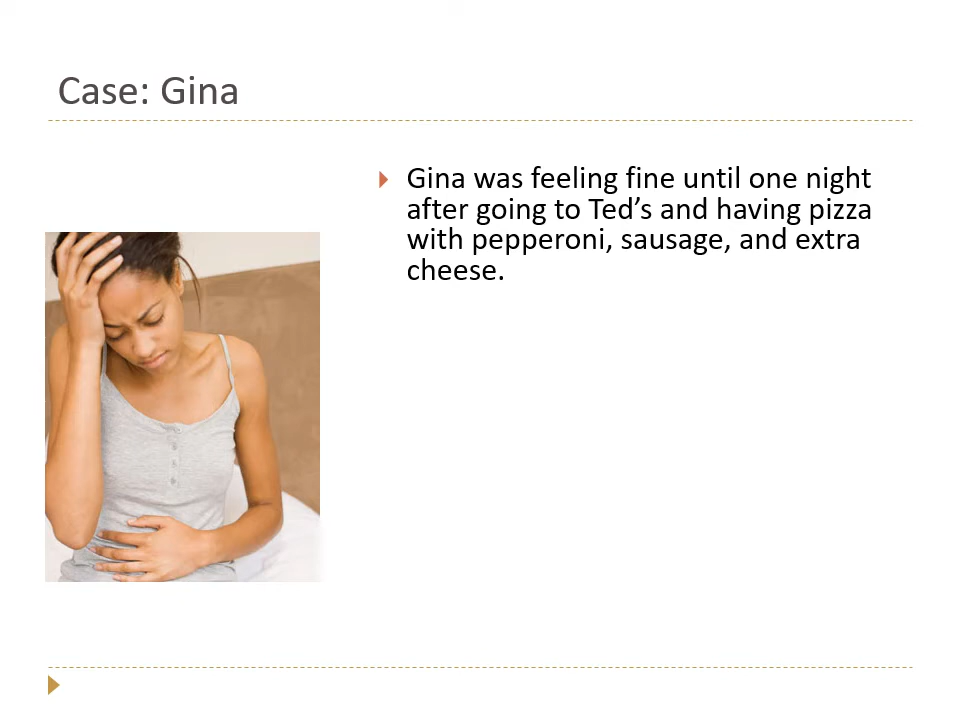 Case: Gina
Gina was feeling fine until one night
after going to Ted’s and having pizza
with pepperoni, sausage, and extra
cheese.